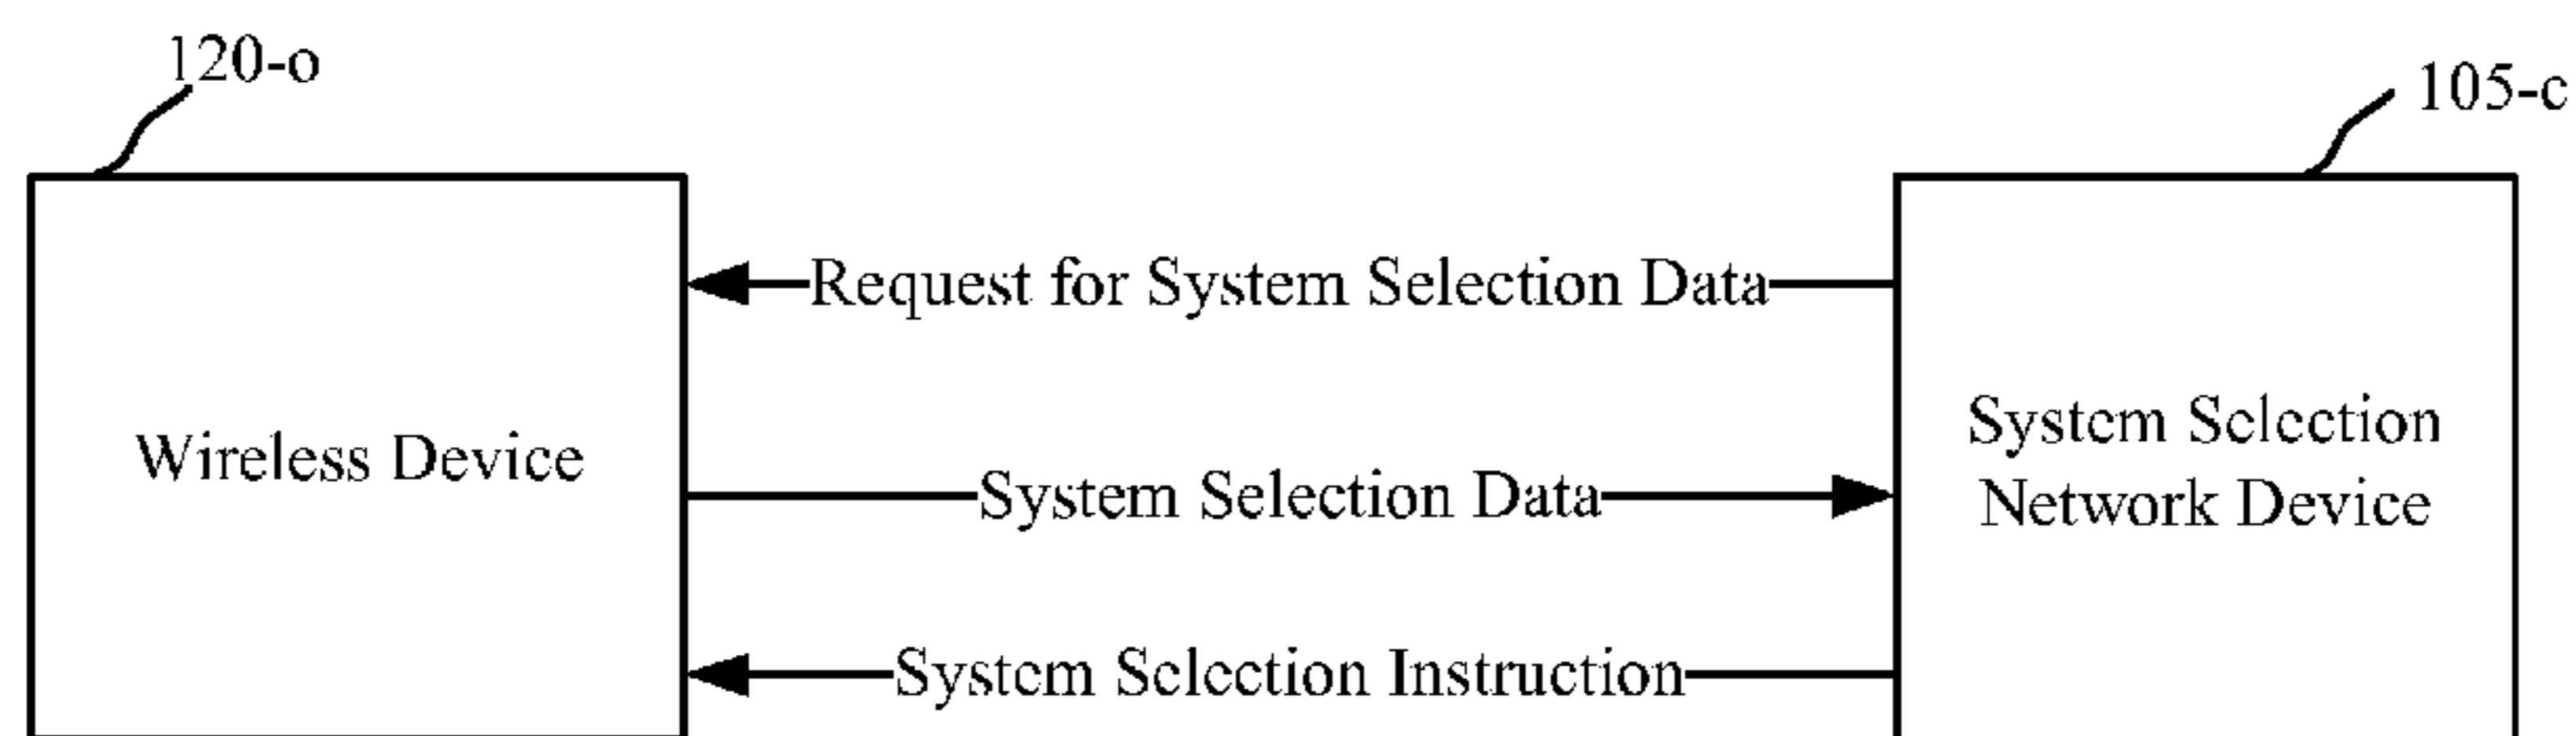 120-o
105-c
Request for System Selection Data
Wireless Device
System Selection
Network Device
System Selection Data
System Selection Instruction